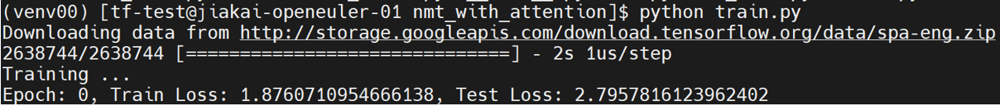 (venv00) [tf-test@jiakai-openeuler-01 nmt_with_attention]$ python train.py
Downloading data from http://storage.googleapis.com/download.tensorflow.org/data/spa-eng.zip
2638744/2638744 [==============================] - 2s 1us/step
Training ...
Epoch: 0, Train Loss: 1.8760710954666138, Test Loss: 2.7957816123962402